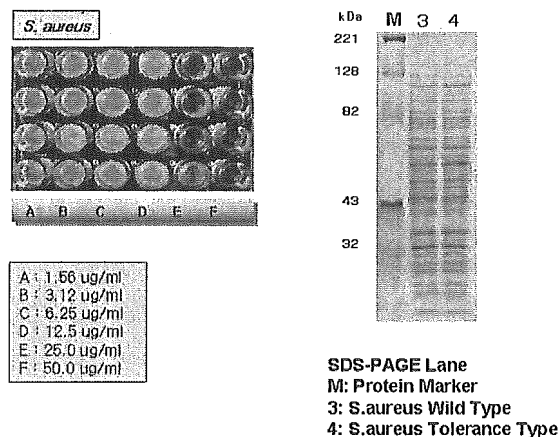 S. aureus
A B C D E F
A : 1.56 ug/ml
B : 3.12 ug/ml
C : 6.25 ug/ml
D : 12.5 ug/ml
E : 25.0 ug/ml
F : 50.0 ug/ml
kDa M 3 4
221
128
82
43
32
SDS-PAGE Lane
M: Protein Marker
3: S.aureus Wild Type
4: S.aureus Tolerance Type